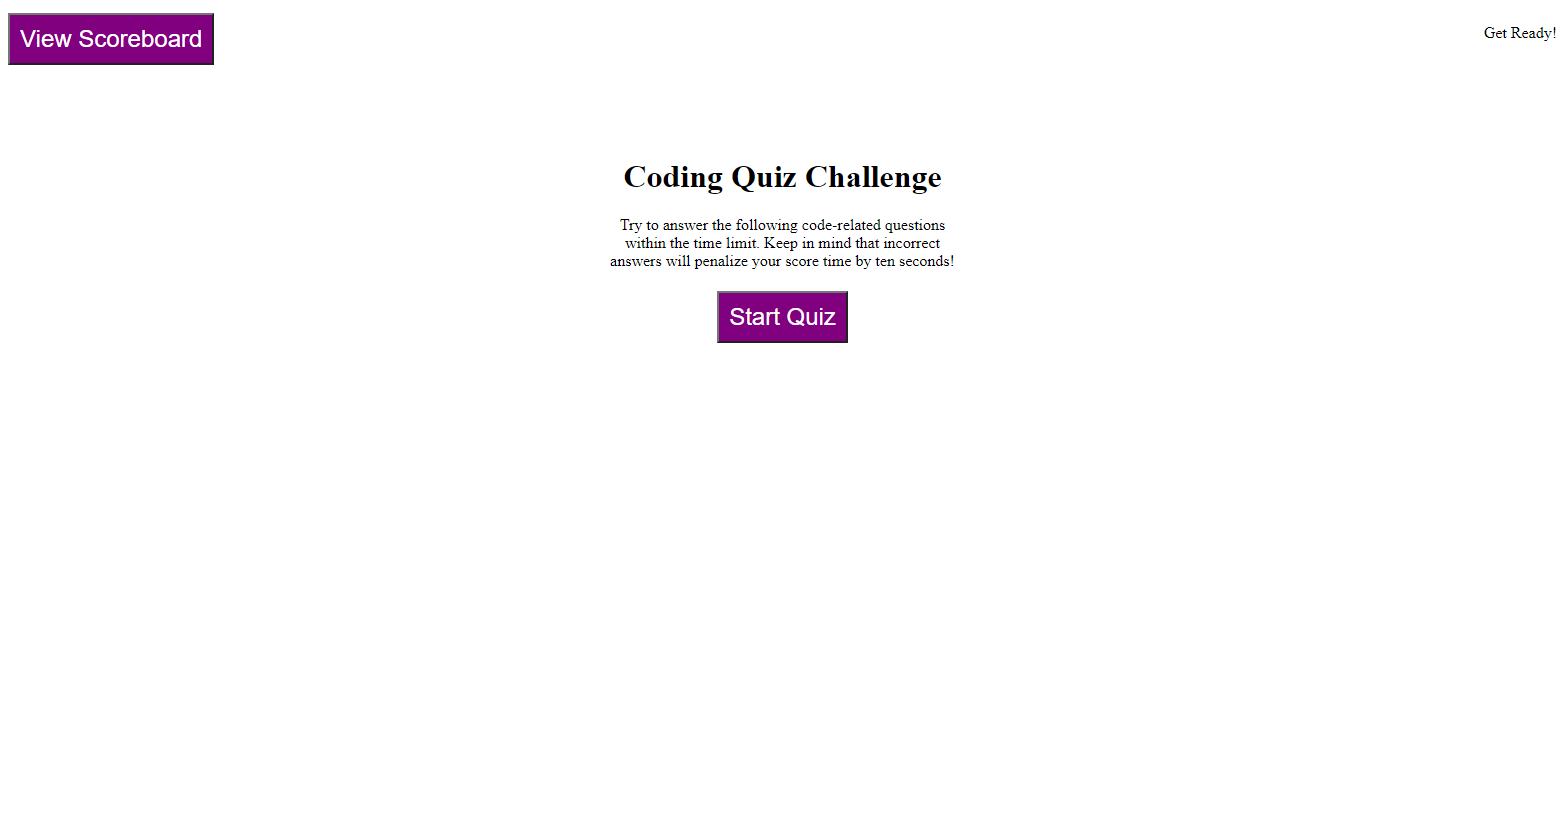 View Scoreboard
Get Ready!
Coding Quiz Challenge
Try to answer the following code-related questions
within the time limit. Keep in mind that incorrect
answers will penalize your score time by ten seconds!
Start Quiz